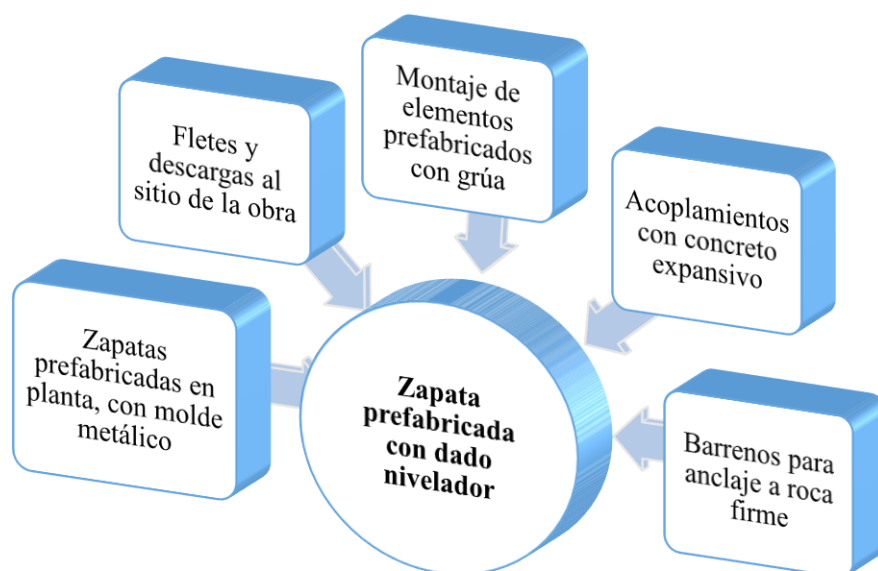 Zapatas
prefabricadas en
planta, con molde
metálico
Fletes y
descargas al
sitio de la obra
Montaje de
elementos
prefabricados
con grúa
Acoplamientos
con concreto
expansivo
Barrenos para
anclaje a roca
firme
Zapata
prefabricada
con dado
nivelador